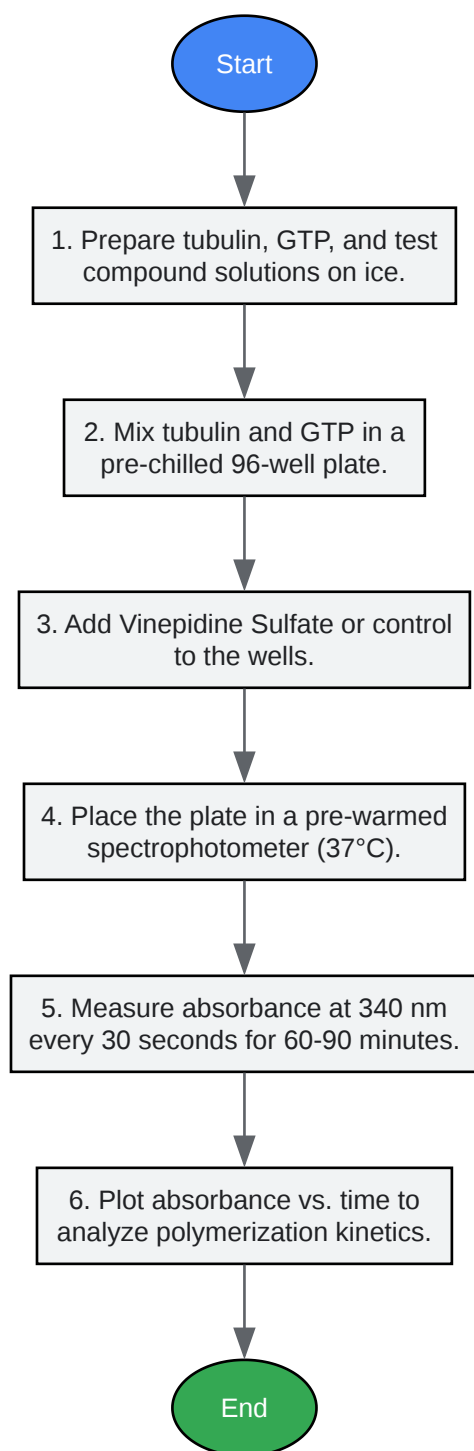 Start
1. Prepare tubulin, GTP, and test
compound solutions on ice.
2. Mix tubulin and GTP in a
pre-chilled 96-well plate.
3. Add Vinepidine Sulfate or control
to the wells.
4. Place the plate in a pre-warmed
spectrophotometer (37°C).
5. Measure absorbance at 340 nm
every 30 seconds for 60-90 minutes.
6. Plot absorbance vs. time to
analyze polymerization kinetics.
End